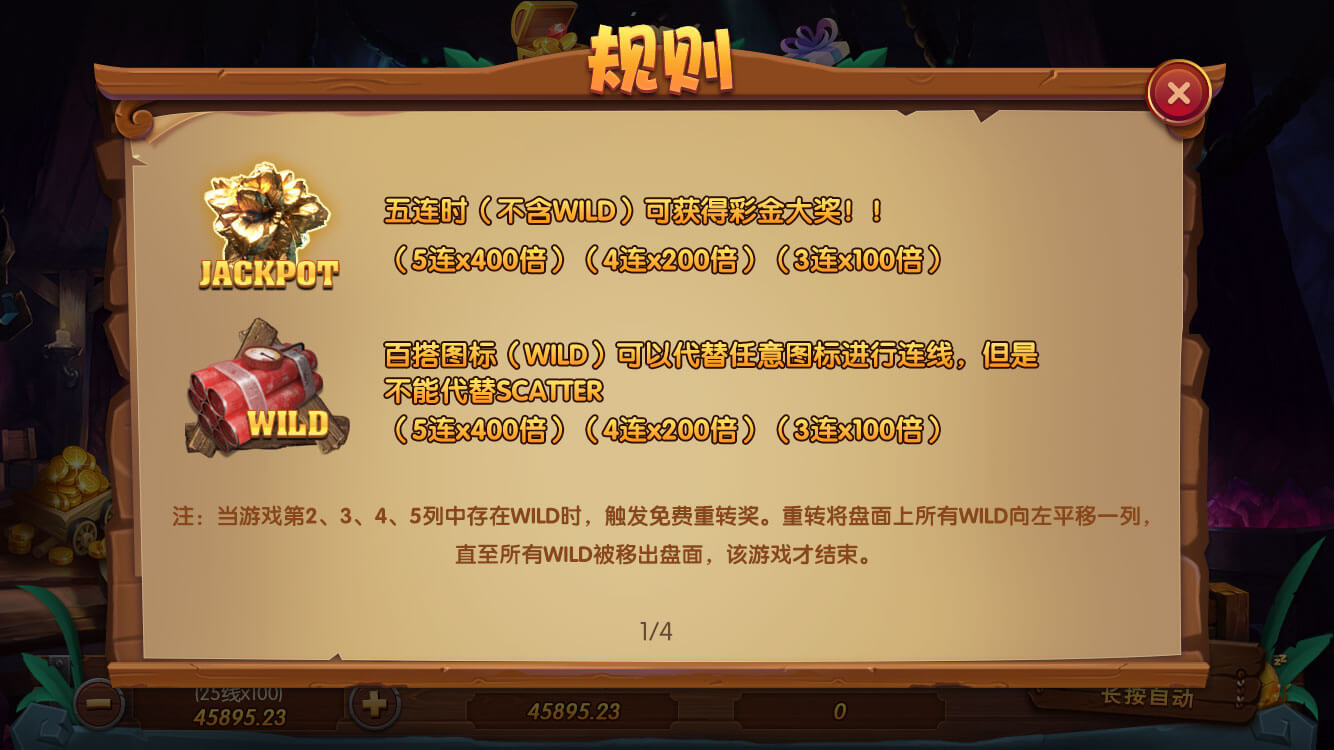 规则
JACKPOT
五连时（不含WILD）可获得彩金大奖！！
（5连x400倍）（4连x200倍）（3连x100倍）
WILD
百搭图标（WILD）可以代替任意图标进行连线，但是
不能代替SCATTER
（5连x400倍）（4连x200倍）（3连x100倍）
注：当游戏第2、3、4、5列中存在WILD时，触发免费重转奖。重转将盘面上所有WILD向左平移一列，
直至所有WILD被移出盘面，该游戏才结束。
1/4
(25线x100)
45895.23
45895.23
0
长按自动